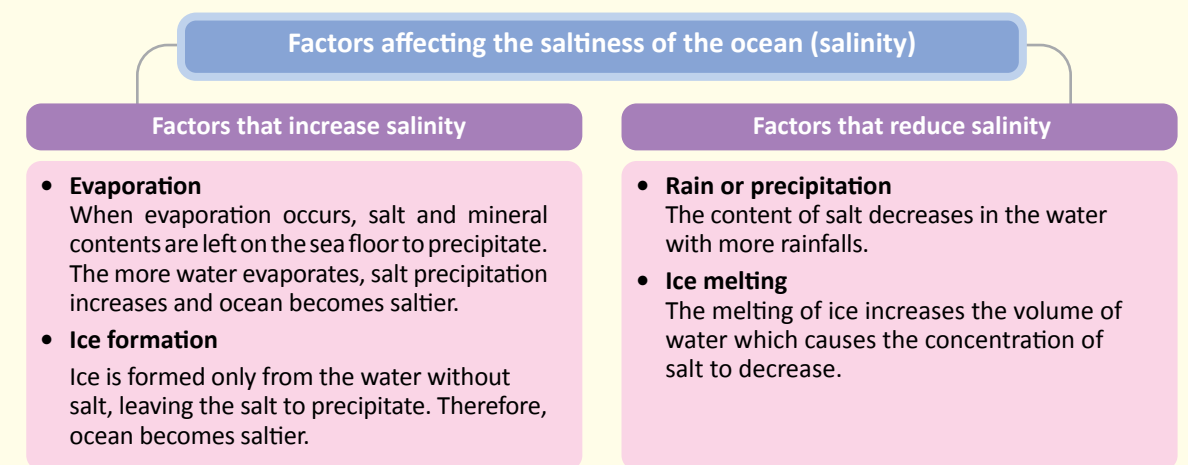 Factors affecting the saltiness of the ocean (salinity)
Factors that increase salinity
• Evaporation
When evaporation occurs, salt and mineral
contents are left on the sea floor to precipitate.
The more water evaporates, salt precipitation
increases and ocean becomes saltier.
• Ice formation
Ice is formed only from the water without
salt, leaving the salt to precipitate. Therefore,
ocean becomes saltier.
Factors that reduce salinity
• Rain or precipitation
The content of salt decreases in the water
with more rainfalls.
• Ice melting
The melting of ice increases the volume of
water which causes the concentration of
salt to decrease.